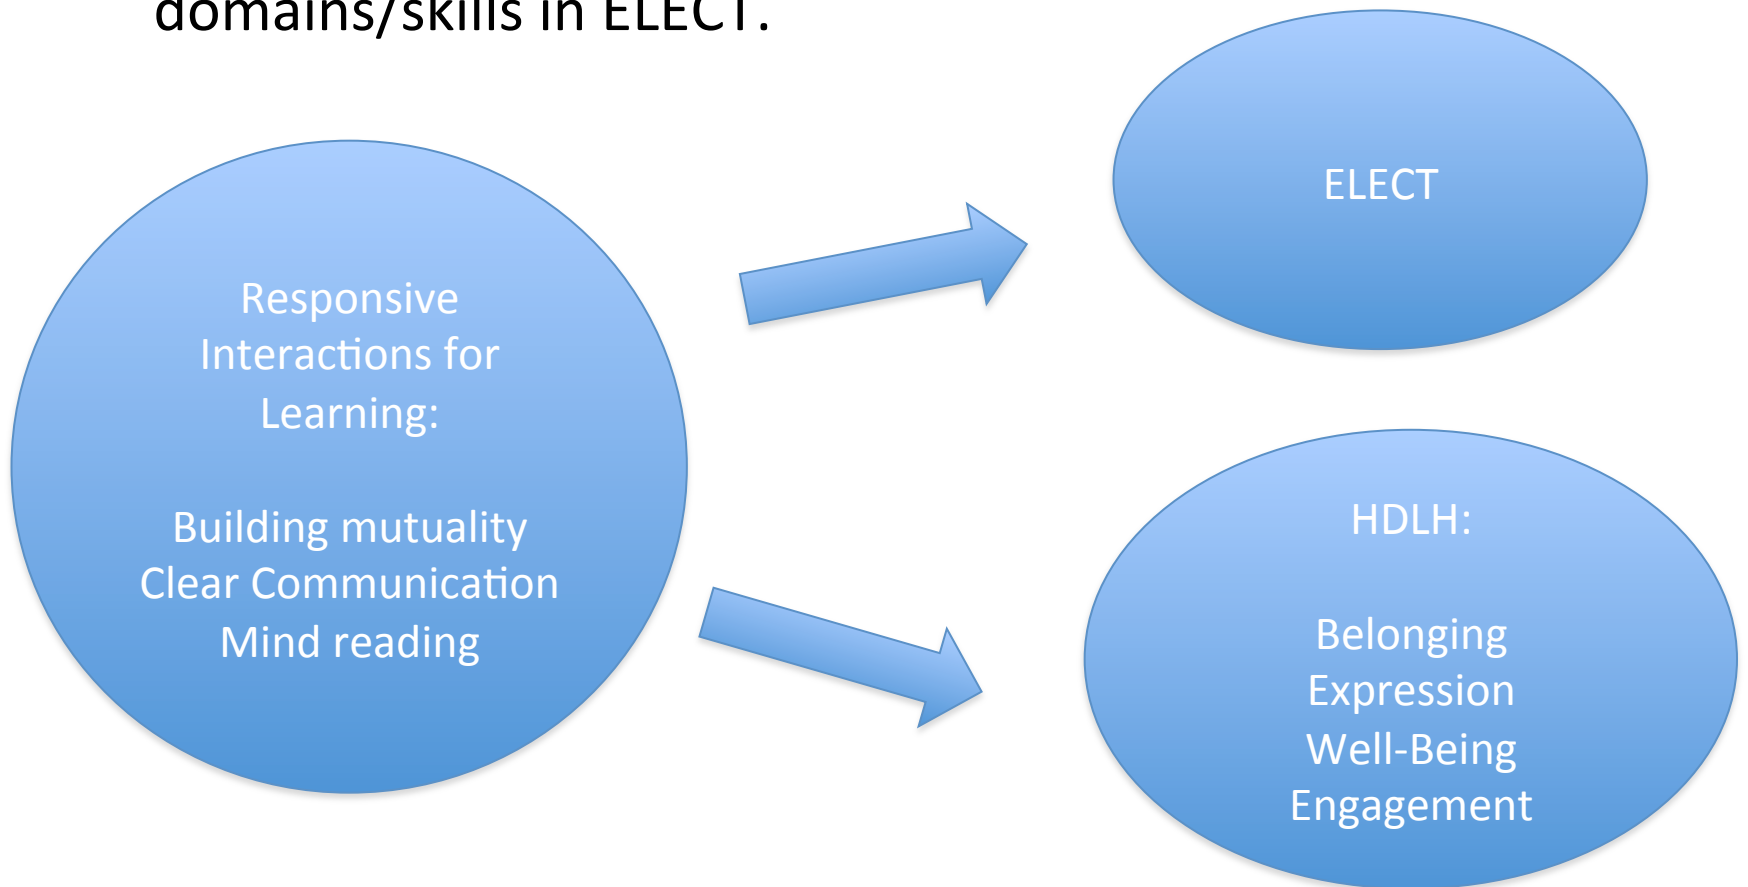 domains/skills in ELECT.
Responsive
Interactions for
Learning:
Building mutuality
Clear Communication
Mind reading
ELECT
HDLH:
Belonging
Expression
Well-Being
Engagement